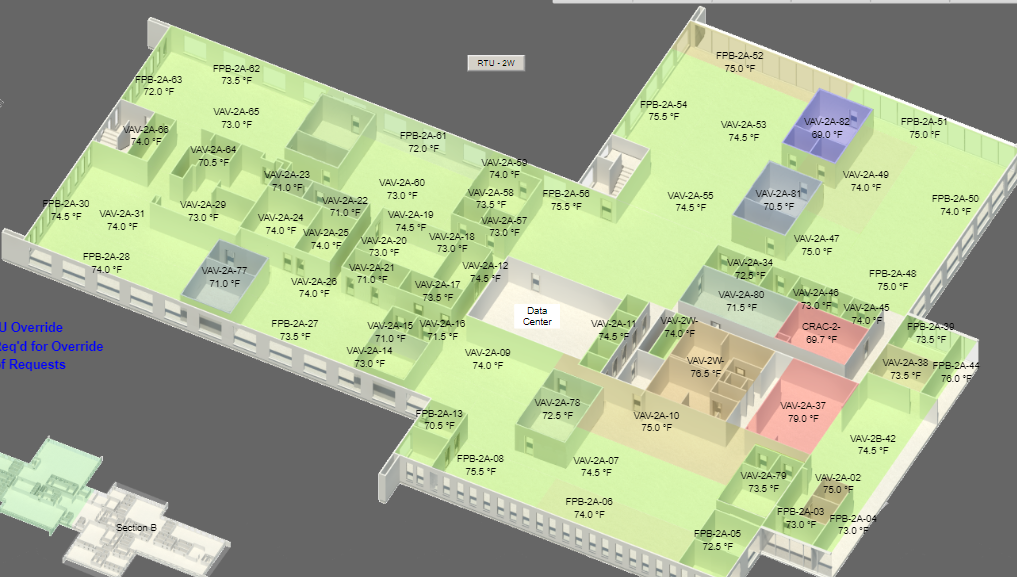 RTU - 2W
FPB-2A-52
75.0 °F
FPB-2A-62
73.5 °F
FPB-2A-63
72.0 °F
FPB-2A-54
75.5 °F
VAV-2A-65
73.0 °F
VAV-2A-82
69.0 °F
VAV-2A-53
74.5 °F
FPB-2A-51
75.0 °F
VAV-2A-66
74.0 °F
FPB-2A-61
72.0 °F
VAV-2A-64
70.5 °F
VAV-2A-59
74.0 °F
VAV-2A-49
74.0 °F
VAV-2A-23
71.0 °F
VAV-2A-60
73.0 °F
VAV-2A-58
73.5 °F
FPB-2A-56
75.5 °F
VAV-2A-55
74.5 °F
VAV-2A-81
70.5 °F
FPB-2A-50
74.0 °F
FPB-2A-30
74.5 °F
VAV-2A-29
73.0 °F
VAV-2A-22
71.0 °F
VAV-2A-31
74.0 °F
VAV-2A-24
74.0 °F
VAV-2A-19
74.5 °F
VAV-2A-57
73.0 °F
VAV-2A-25
74.0 °F
VAV-2A-20
73.0 °F
VAV-2A-18
73.0 °F
VAV-2A-47
75.0 °F
FPB-2A-28
74.0 °F
VAV-2A-77
71.0 °F
VAV-2A-21
71.0 °F
VAV-2A-12
74.5 °F
VAV-2A-34
72.5 °F
FPB-2A-48
75.0 °F
VAV-2A-26
74.0 °F
VAV-2A-17
73.5 °F
VAV-2A-80
71.5 °F
VAV-2A-46
73.0 °F
VAV-2A-45
74.0 °F
Data
Center
U Override
Req'd for Override
of Requests
FPB-2A-27
73.5 °F
VAV-2A-15
71.0 °F
VAV-2A-16
71.5 °F
VAV-2A-11
74.5 °F
VAV-2W-
74.0 °F
CRAC-2-
69.7 °F
FPB-2A-39
73.5 °F
VAV-2A-14
73.0 °F
VAV-2A-09
74.0 °F
VAV-2W-
76.5 °F
VAV-2A-38
73.5 °F
FPB-2A-44
76.0 °F
FPB-2A-13
70.5 °F
VAV-2A-78
72.5 °F
VAV-2A-10
75.0 °F
VAV-2A-37
79.0 °F
VAV-2B-42
74.5 °F
FPB-2A-08
75.5 °F
VAV-2A-07
74.5 °F
VAV-2A-79
73.5 °F
VAV-2A-02
75.0 °F
FPB-2A-06
74.0 °F
FPB-2A-03
73.0 °F
FPB-2A-04
73.0 °F
FPB-2A-05
72.5 °F
Section B